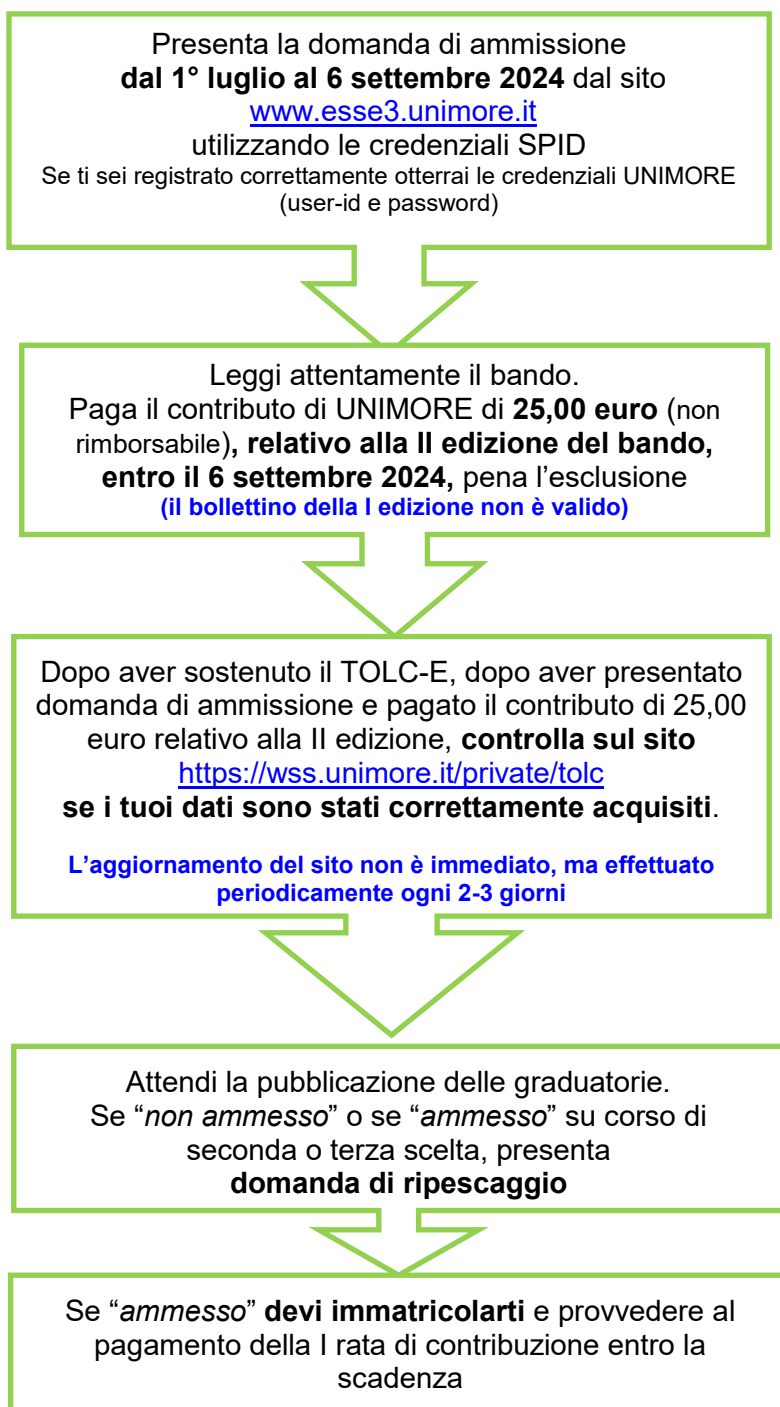 Presenta la domanda di ammissione
dal 1° luglio al 6 settembre 2024 dal sito
www.esse3.unimore.it
utilizzando le credenziali SPID
Se ti sei registrato correttamente otterrai le credenziali UNIMORE
(user-id e password)
Leggi attentamente il bando.
Paga il contributo di UNIMORE di 25,00 euro (non
rimborsabile), relativo alla II edizione del bando,
entro il 6 settembre 2024, pena l’esclusione
(il bollettino della I edizione non è valido)
Dopo aver sostenuto il TOLC-E, dopo aver presentato
domanda di ammissione e pagato il contributo di 25,00
euro relativo alla II edizione, controlla sul sito
https://wss.unimore.it/private/tolc
se i tuoi dati sono stati correttamente acquisiti.
L’aggiornamento del sito non è immediato, ma effettuato
periodicamente ogni 2-3 giorni
Attendi la pubblicazione delle graduatorie.
Se “non ammesso” o se “ammesso” su corso di
seconda o terza scelta, presenta
domanda di ripescaggio
Se “ammesso” devi immatricolarti e provvedere al
pagamento della I rata di contribuzione entro la
scadenza